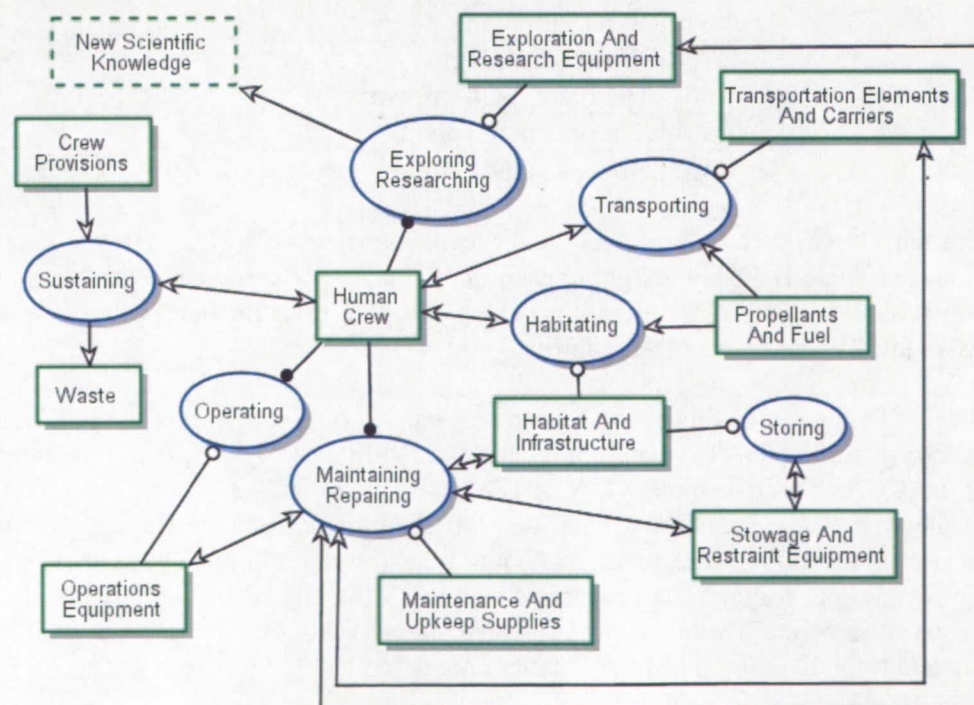 New Scientific
Knowledge
Exploration And
Research Equipment
Transportation Elements
And Carriers
Crew
Provisions
Exploring
Researching
Transporting
Sustaining
Human
Crew
Habitating
Propellants
And Fuel
Waste
Operating
Habitat And
Infrastructure
Storing
Maintaining
Repairing
Stowage And
Restraint Equipment
Operations
Equipment
Maintenance And
Upkeep Supplies